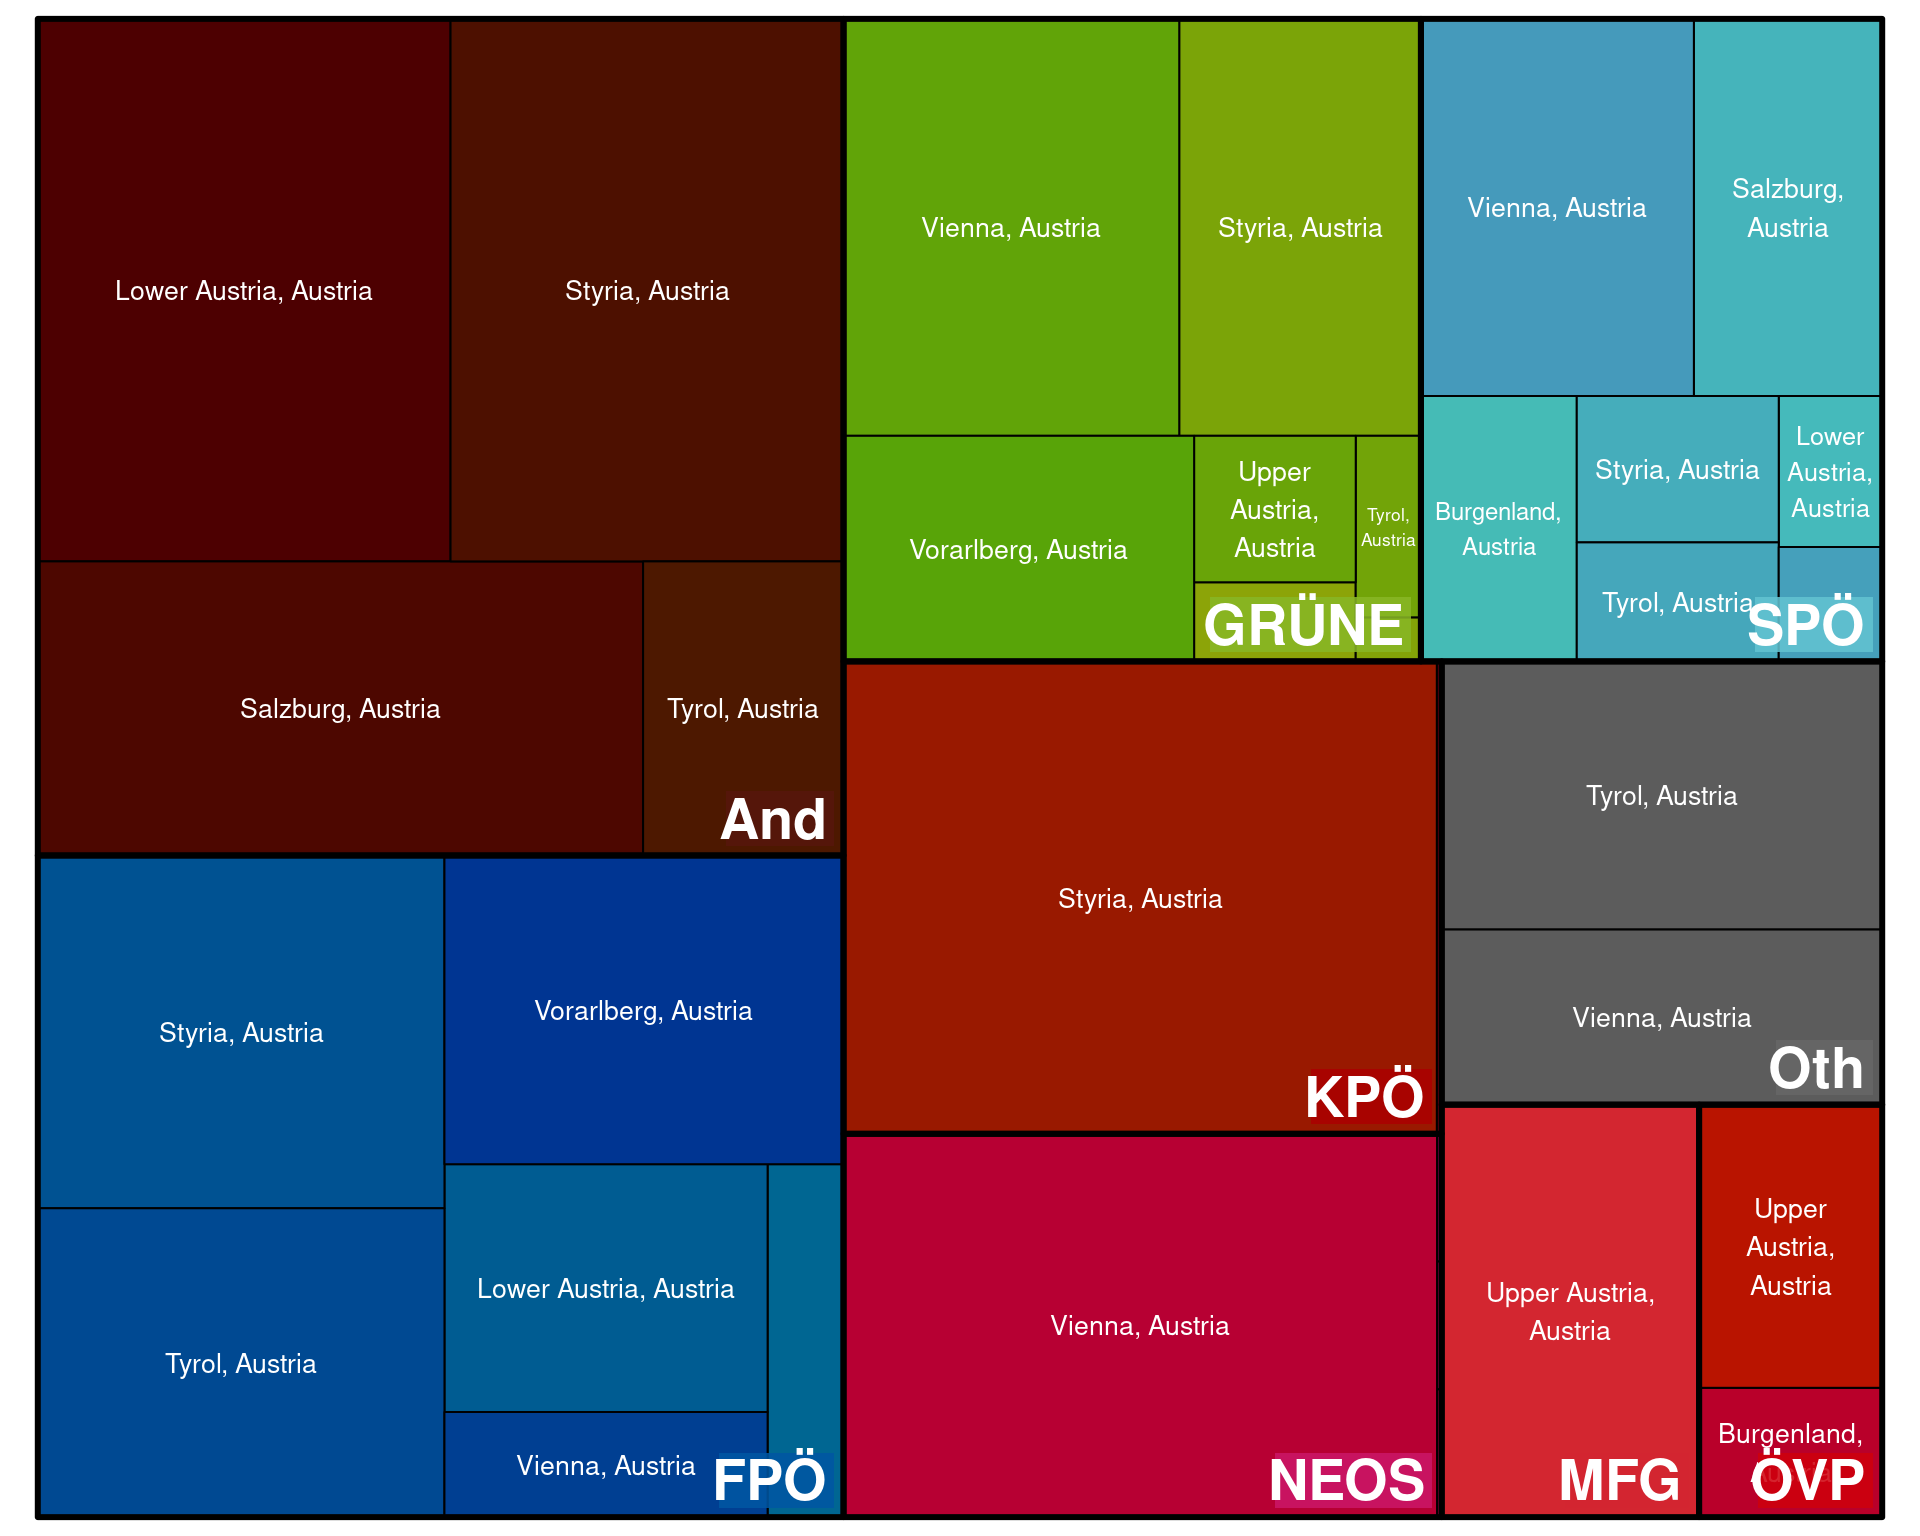 Lower Austria, Austria
Styria, Austria
Salzburg, Austria
Tyrol, Austria
And
Styria, Austria
Vorarlberg, Austria
Tyrol, Austria
Lower Austria, Austria
Vienna, Austria
FPÖ
Vienna, Austria
Styria, Austria
Vorarlberg, Austria
Upper
Austria,
Austria
Tyrol,
Austria
GRÜNE
Vienna, Austria
Salzburg,
Austria
Burgenland,
Austria
Styria, Austria
Lower
Austria,
Austria
Tyrol, Austria
SPÖ
Styria, Austria
KPÖ
Vienna, Austria
NEOS
Tyrol, Austria
Vienna, Austria
Oth
Upper Austria,
Austria
MFG
Upper
Austria,
Austria
Burgenland,
ÖVP